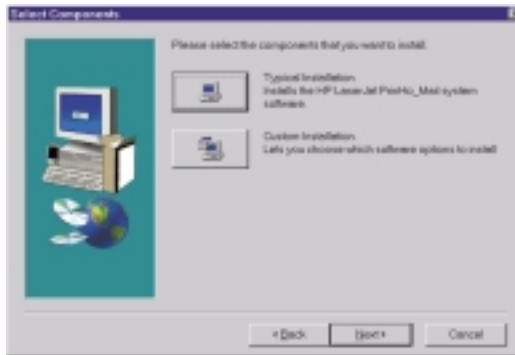 Select Components
Please select the components that you want to install.
Typical Installation
Installs the HP LaserJet system
software.
Custom Installation
Lets you choose which software options to install
< Back
Next >
Cancel